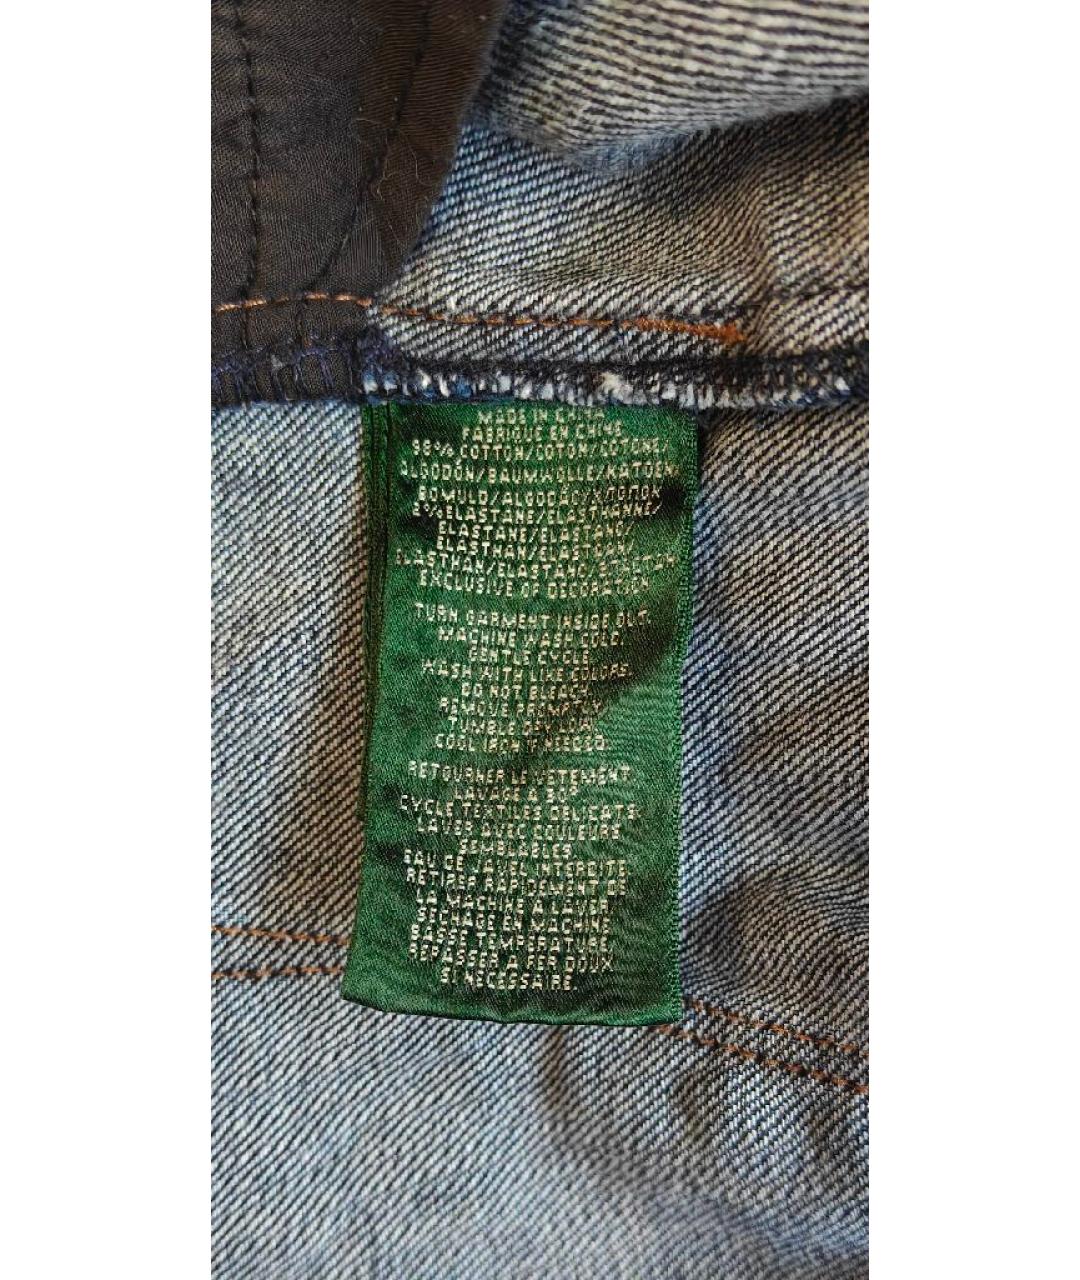 MADE IN CHINA
FABRIQUE EN CHINE
98% COTTON/COTON/COTONE/
ALGODÓN/BAUMWOLLE/KATOEN/
BOMULD/ALGODÃO/ХЛОПОК
2% ELASTANE/ELASTHANNE/
ELASTANE/ELASTANO/
ELASTHAN/ELASTAAN/
ELASTHAN/ELASTANO/
EXCLUSIVE OF DECORATION
TURN GARMENT INSIDE OUT.
MACHINE WASH COLD.
GENTLE CYCLE.
WASH WITH LIKE COLORS.
DO NOT BLEACH.
REMOVE PROMPTLY.
TUMBLE DRY LOW.
COOL IRON IF NEEDED.
RETOURNER LE VETEMENT.
LAVAGE A 30°
CYCLE TEXTILES DELICATS.
LAVER AVEC COULEURS
SEMBLABLES.
EAU DE JAVEL INTERDITE.
RETIRER RAPIDEMENT DE
LA MACHINE A LAVER.
SECHAGE EN MACHINE
BASSE TEMPERATURE.
REPASSER A FER DOUX
SI NECESSAIRE.